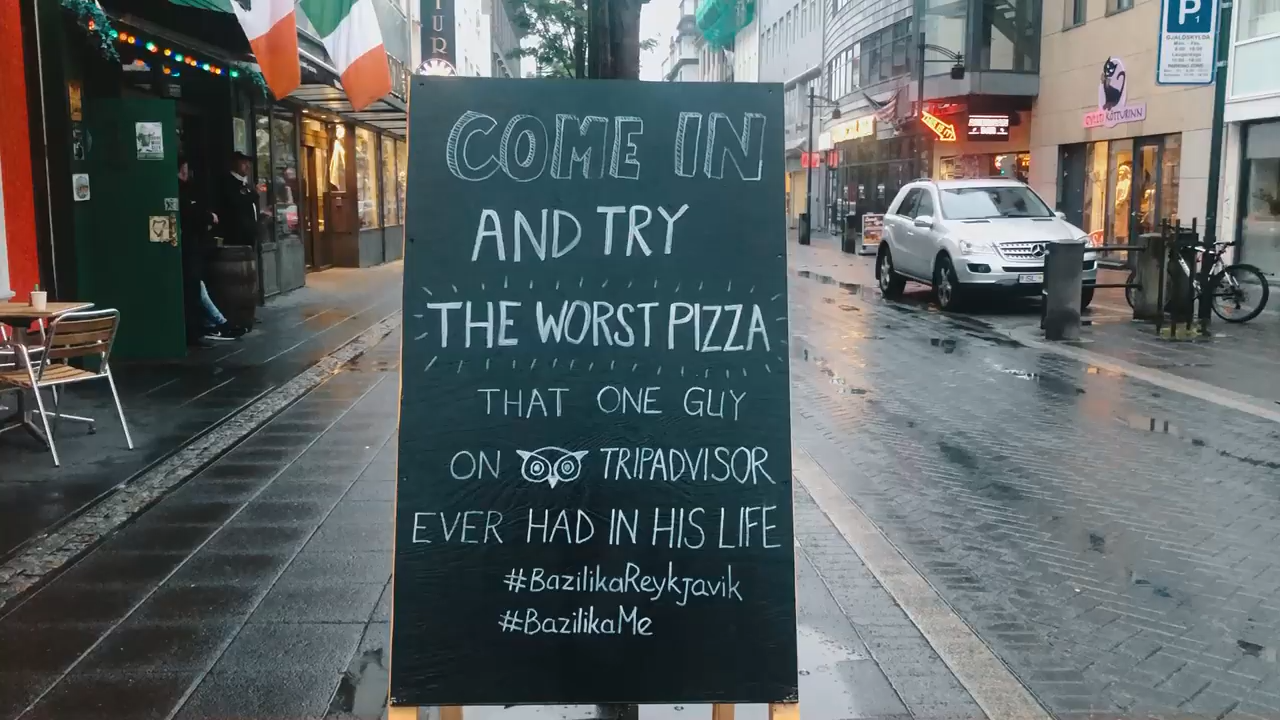 COME IN
AND TRY
THE WORST PIZZA
THAT ONE GUY
ON TRIPADVISOR
EVER HAD IN HIS LIFE
#BazilikaReykjavik
#BazilikaMe
P
GJALDSKYLDA